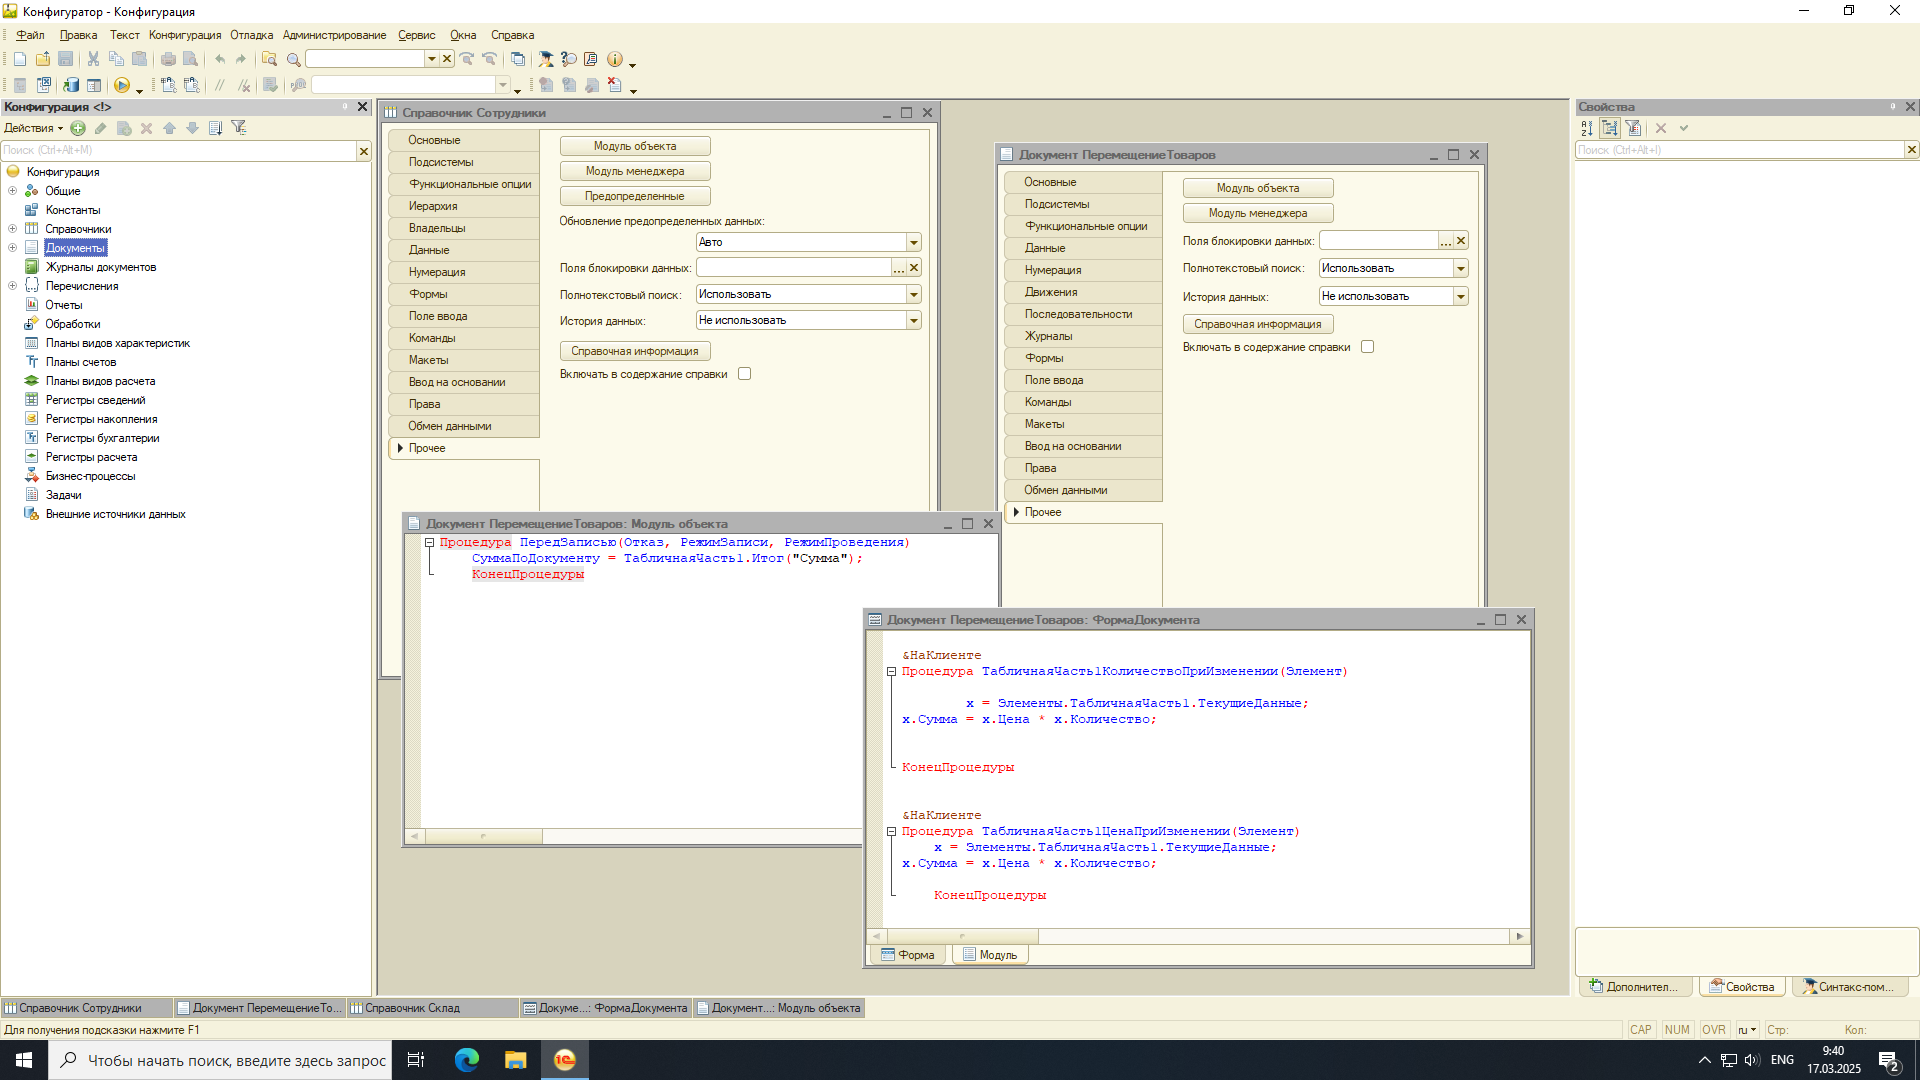 Конфигуратор - Конфигурация
Файл Правка Текст Конфигурация Отладка Администрирование Сервис Окна Справка
Конфигурация <!>
Действия
Поиск (Ctrl+Alt+M)
Конфигурация
Общие
Константы
Справочники
Документы
Журналы документов
Перечисления
Отчеты
Обработки
Планы видов характеристик
Планы счетов
Планы видов расчета
Регистры сведений
Регистры накопления
Регистры бухгалтерии
Регистры расчета
Бизнес-процессы
Задачи
Внешние источники данных
Справочник Сотрудники
Основные
Подсистемы
Функциональные опции
Иерархия
Владельцы
Данные
Нумерация
Формы
Поле ввода
Команды
Макеты
Ввод на основании
Права
Обмен данными
Прочее
Модуль объекта
Модуль менеджера
Предопределенные
Обновление предопределенных данных:
Авто
Поля блокировки данных:
Полнотекстовый поиск: Использовать
История данных: Не использовать
Справочная информация
Включать в содержание справки
Документ ПеремещениеТоваров
Основные
Подсистемы
Функциональные опции
Данные
Нумерация
Движения
Последовательности
Журналы
Формы
Поле ввода
Команды
Макеты
Ввод на основании
Права
Обмен данными
Прочее
Модуль объекта
Модуль менеджера
Поля блокировки данных:
Полнотекстовый поиск: Использовать
История данных: Не использовать
Справочная информация
Включать в содержание справки
Документ ПеремещениеТоваров: Модуль объекта
Процедура ПередЗаписью(Отказ, РежимЗаписи, РежимПроведения)
СуммаПоДокументу = ТабличнаяЧасть1.Итог("Сумма");
КонецПроцедуры
Документ ПеремещениеТоваров: ФормаДокумента
&НаКлиенте
Процедура ТабличнаяЧасть1КоличествоПриИзменении(Элемент)
х = Элементы.ТабличнаяЧасть1.ТекущиеДанные;
х.Сумма = х.Цена * х.Количество;
КонецПроцедуры
&НаКлиенте
Процедура ТабличнаяЧасть1ЦенаПриИзменении(Элемент)
х = Элементы.ТабличнаяЧасть1.ТекущиеДанные;
х.Сумма = х.Цена * х.Количество;
КонецПроцедуры
Форма Модуль
Свойства
Поиск (Ctrl+Alt+I)
Дополнител... Свойства Синтакс-пом...
Справочник Сотрудники Документ ПеремещениеТо... Справочник Склад Докуме...: ФормаДокумента Документ...: Модуль объекта
Для получения подсказки нажмите F1
CAP NUM OVR ru Стр: Кол:
Чтобы начать поиск, введите здесь запрос
ENG
9:40
17.03.2025
2